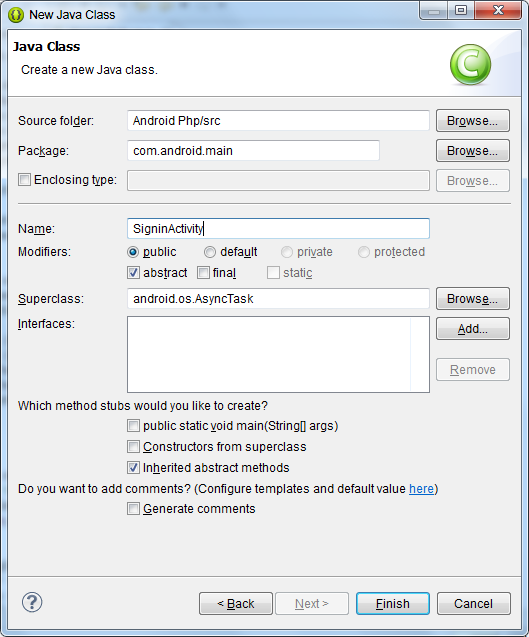 New Java Class
Java Class
Create a new Java class.
C
Source folder: Android Php/src Browse...
Package: com.android.main Browse...
Enclosing type: Browse...
Name: SigninActivity
Modifiers: public default private protected
abstract final static
Superclass: android.os.AsyncTask Browse...
Interfaces: Add...
Remove
Which method stubs would you like to create?
public static void main(String[] args)
Constructors from superclass
Inherited abstract methods
Do you want to add comments? (Configure templates and default value here)
Generate comments
? < Back Next > Finish Cancel